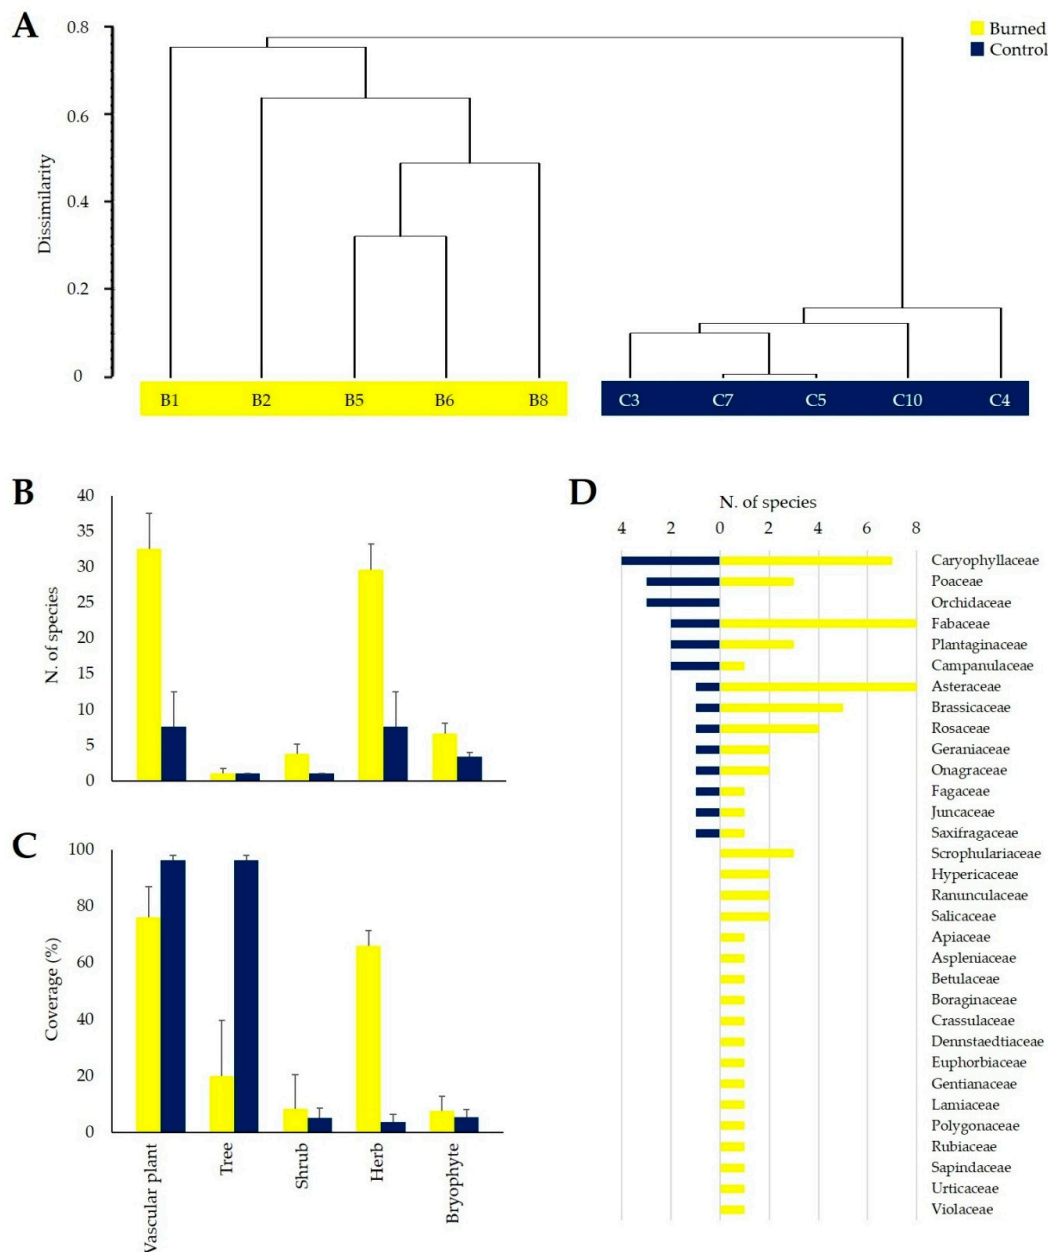 A
Burned
Control
Dissimilarity
0.8
0.6
0.4
0.2
0
B1 B2 B5 B6 B8 C3 C7 C5 C10 C4
B
N. of species
40
35
30
25
20
15
10
5
0
C
Coverage (%)
100
80
60
40
20
0
Vascular plant
Tree
Shrub
Herb
Bryophyte
D
N. of species
4 2 0 2 4 6 8
Caryophyllaceae
Poaceae
Orchidaceae
Fabaceae
Plantaginaceae
Campanulaceae
Asteraceae
Brassicaceae
Rosaceae
Geraniaceae
Onagraceae
Fagaceae
Juncaceae
Saxifragaceae
Scrophulariaceae
Hypericaceae
Ranunculaceae
Salicaceae
Apiaceae
Aspleniaceae
Betulaceae
Boraginaceae
Crassulaceae
Dennstaedtiaceae
Euphorbiaceae
Gentianaceae
Lamiaceae
Polygonaceae
Rubiaceae
Sapindaceae
Urticaceae
Violaceae